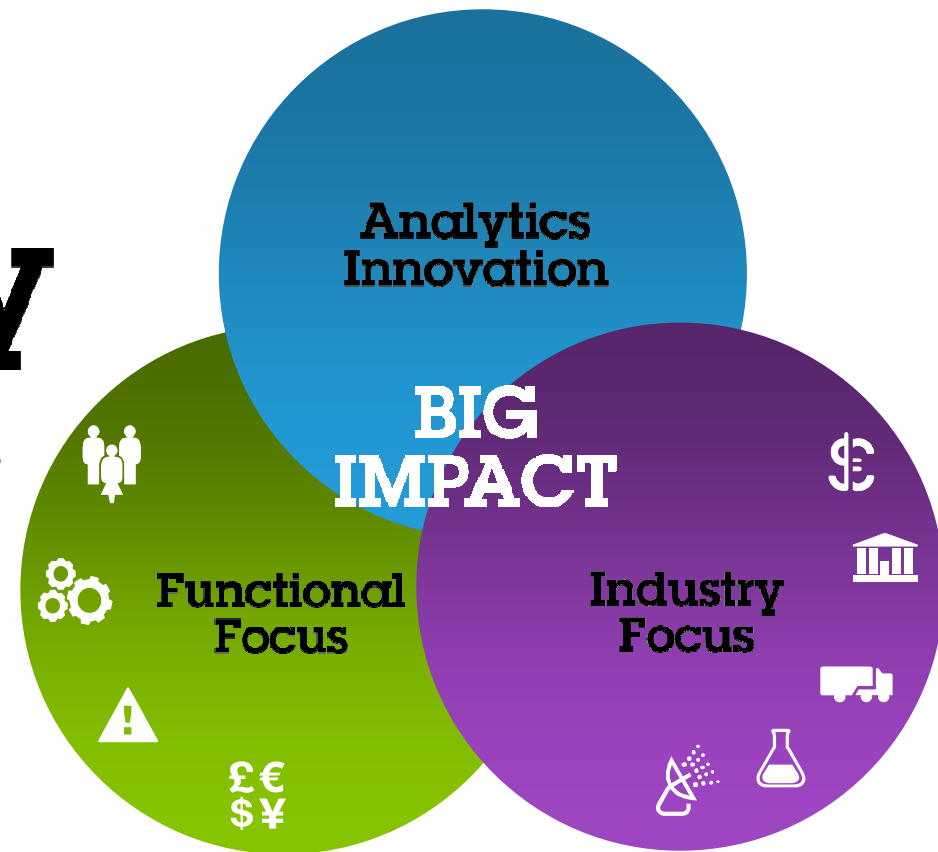 Analytics
Innovation
Y
BIG
IMPACT
Functional
Focus
Industry
Focus
£€
$¥